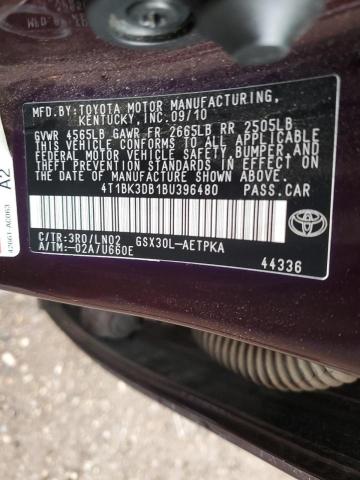 MFD.BY:TOYOTA MOTOR MANUFACTURING,
KENTUCKY, INC.09/10
GVWR 4565LB GAWR FR 2665LB RR 2505LB
THIS VEHICLE CONFORMS TO ALL APPLICABLE
FEDERAL MOTOR VEHICLE SAFETY, BUMPER, AND
THEFT PREVENTION STANDARDS IN EFFECT ON
THE DATE OF MANUFACTURE SHOWN ABOVE.
4T1BK3DB1BU396480 PASS.CAR
C/TR:3R0/LN02 GSX30L-AETPKA
A/TM:-02A/U660E
44336
TOYOTA
A2